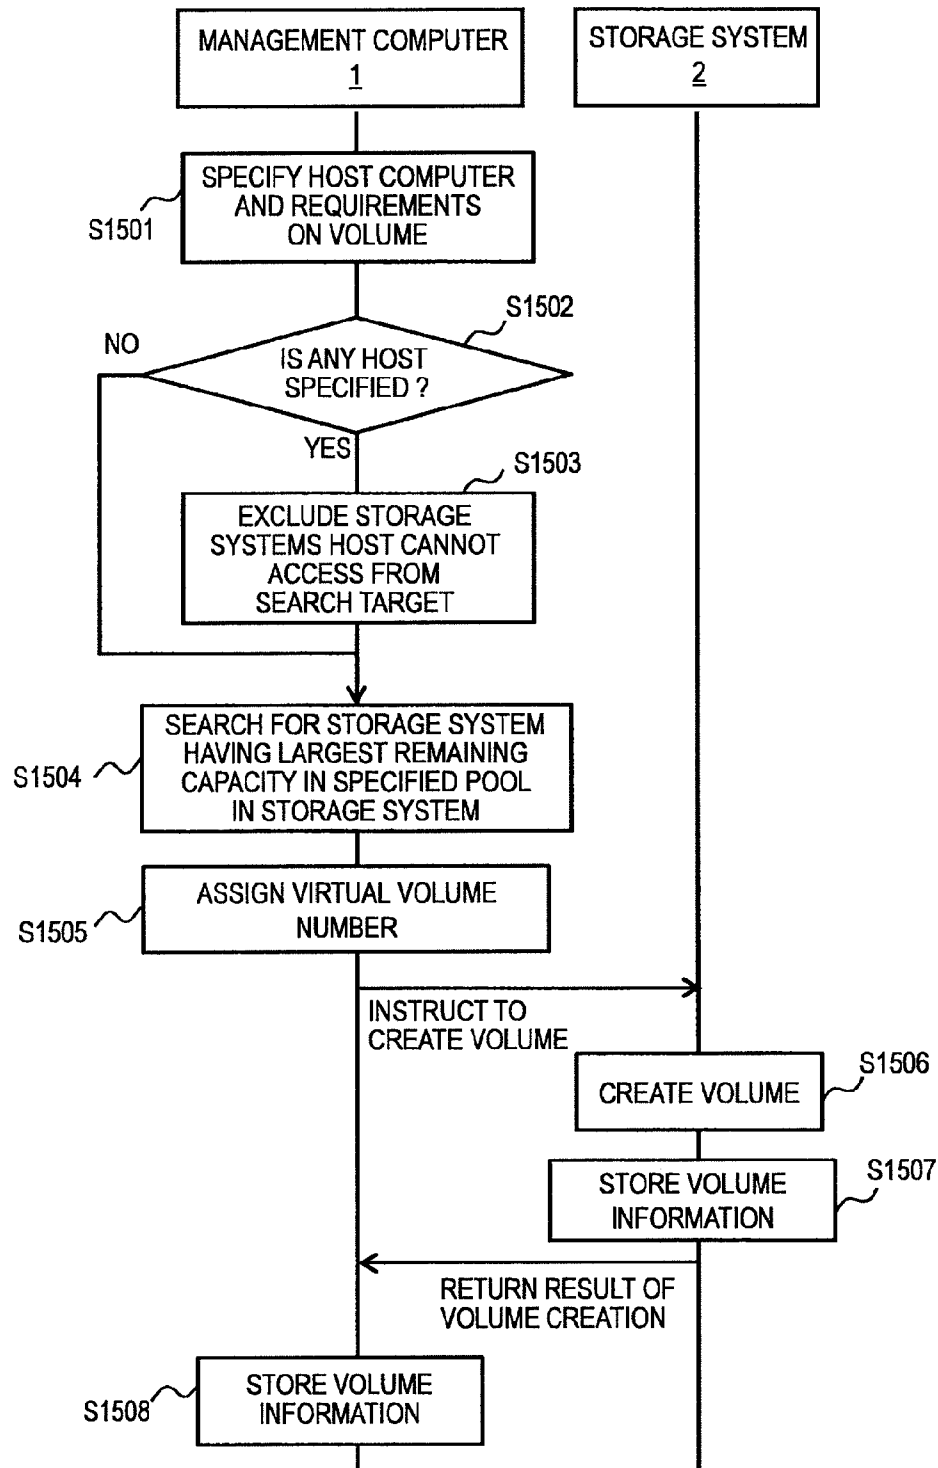 MANAGEMENT COMPUTER
1
STORAGE SYSTEM
2
SPECIFY HOST COMPUTER
AND REQUIREMENTS
ON VOLUME
S1501
S1502
NO
IS ANY HOST
SPECIFIED ?
YES
S1503
EXCLUDE STORAGE
SYSTEMS HOST CANNOT
ACCESS FROM
SEARCH TARGET
SEARCH FOR STORAGE SYSTEM
HAVING LARGEST REMAINING
CAPACITY IN SPECIFIED POOL
IN STORAGE SYSTEM
S1504
ASSIGN VIRTUAL VOLUME
NUMBER
S1505
INSTRUCT TO
CREATE VOLUME
S1506
CREATE VOLUME
S1507
STORE VOLUME
INFORMATION
RETURN RESULT OF
VOLUME CREATION
STORE VOLUME
INFORMATION
S1508